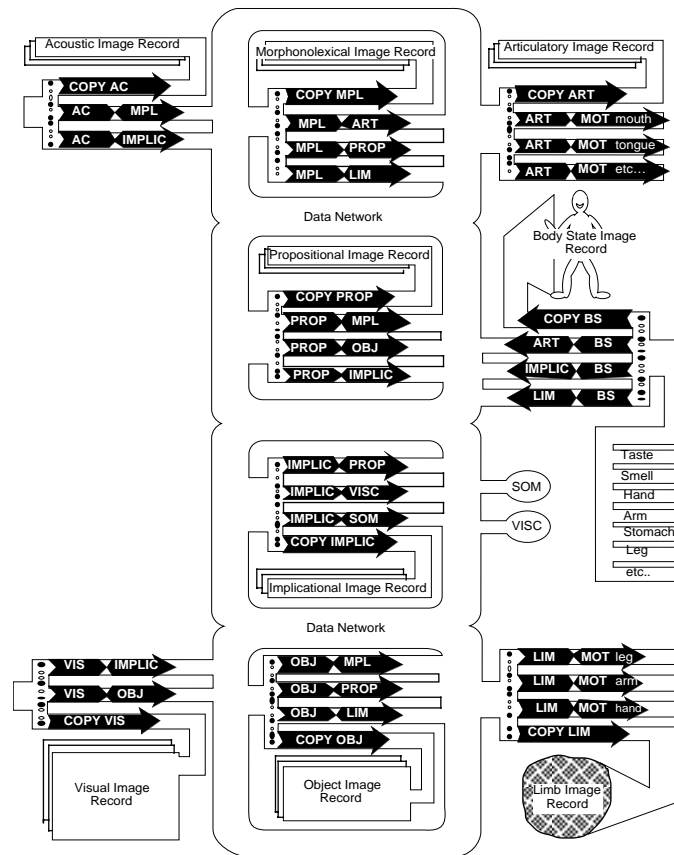 Acoustic Image Record
COPY AC
AC MPL
AC IMPLIC
Morphonolexical Image Record
COPY MPL
MPL ART
MPL PROP
MPL LIM
Articulatory Image Record
COPY ART
ART MOT mouth
ART MOT tongue
ART MOT etc...
Data Network
Body State Image
Record
Propositional Image Record
COPY PROP
PROP MPL
PROP OBJ
PROP IMPLIC
COPY BS
ART BS
IMPLIC BS
LIM BS
IMPLIC PROP
IMPLIC VISC
IMPLIC SOM
COPY IMPLIC
Implicational Image Record
SOM
VISC
Taste
Smell
Hand
Arm
Stomach
Leg
etc..
Data Network
VIS IMPLIC
VIS OBJ
COPY VIS
Visual Image
Record
OBJ MPL
OBJ PROP
OBJ LIM
COPY OBJ
Object Image
Record
LIM MOT leg
LIM MOT arm
LIM MOT hand
COPY LIM
Limb Image
Record